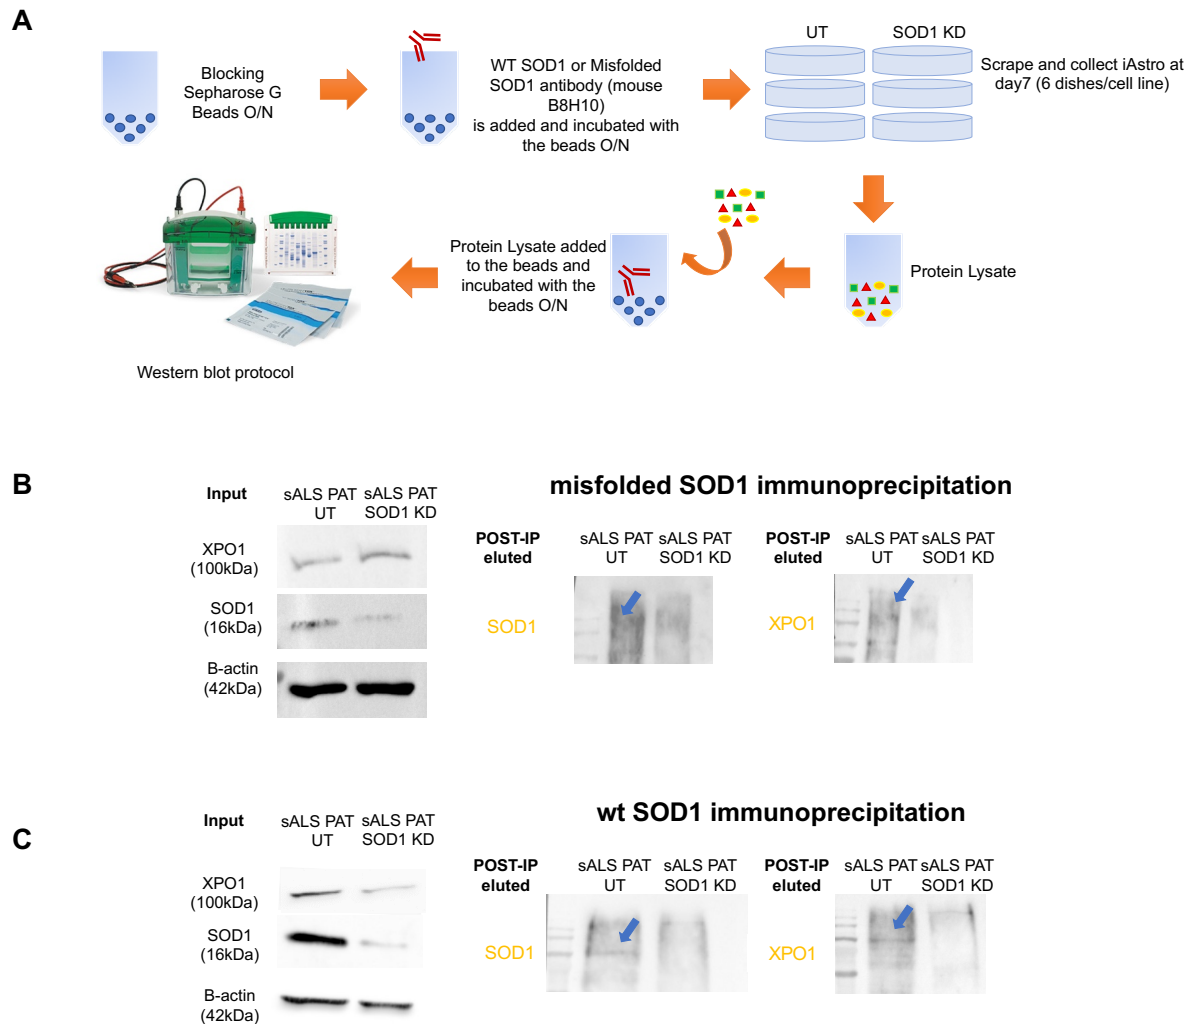 A
Blocking
Sepharose G
Beads O/N
WT SOD1 or Misfolded
SOD1 antibody (mouse
B8H10)
is added and incubated with
the beads O/N
UT
SOD1 KD
Scrape and collect iAstro at
day7 (6 dishes/cell line)
Protein Lysate
Protein Lysate added
to the beads and
incubated with the
beads O/N
Western blot protocol
B
misfolded SOD1 immunoprecipitation
Input
sALS PAT
UT
sALS PAT
SOD1 KD
XPO1
(100kDa)
SOD1
(16kDa)
B-actin
(42kDa)
POST-IP
eluted
sALS PAT
UT
sALS PAT
SOD1 KD
SOD1
POST-IP
eluted
sALS PAT
UT
sALS PAT
SOD1 KD
XPO1
C
wt SOD1 immunoprecipitation
Input
sALS PAT
UT
sALS PAT
SOD1 KD
XPO1
(100kDa)
SOD1
(16kDa)
B-actin
(42kDa)
POST-IP
eluted
sALS PAT
UT
sALS PAT
SOD1 KD
SOD1
POST-IP
eluted
sALS PAT
UT
sALS PAT
SOD1 KD
XPO1